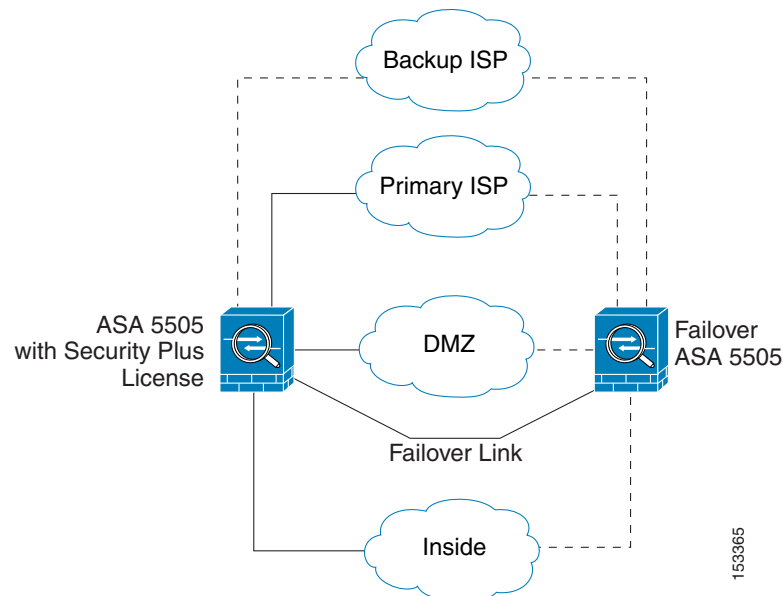 Backup ISP
Primary ISP
ASA 5505
with Security Plus
License
DMZ
Failover
ASA 5505
Failover Link
Inside
153365